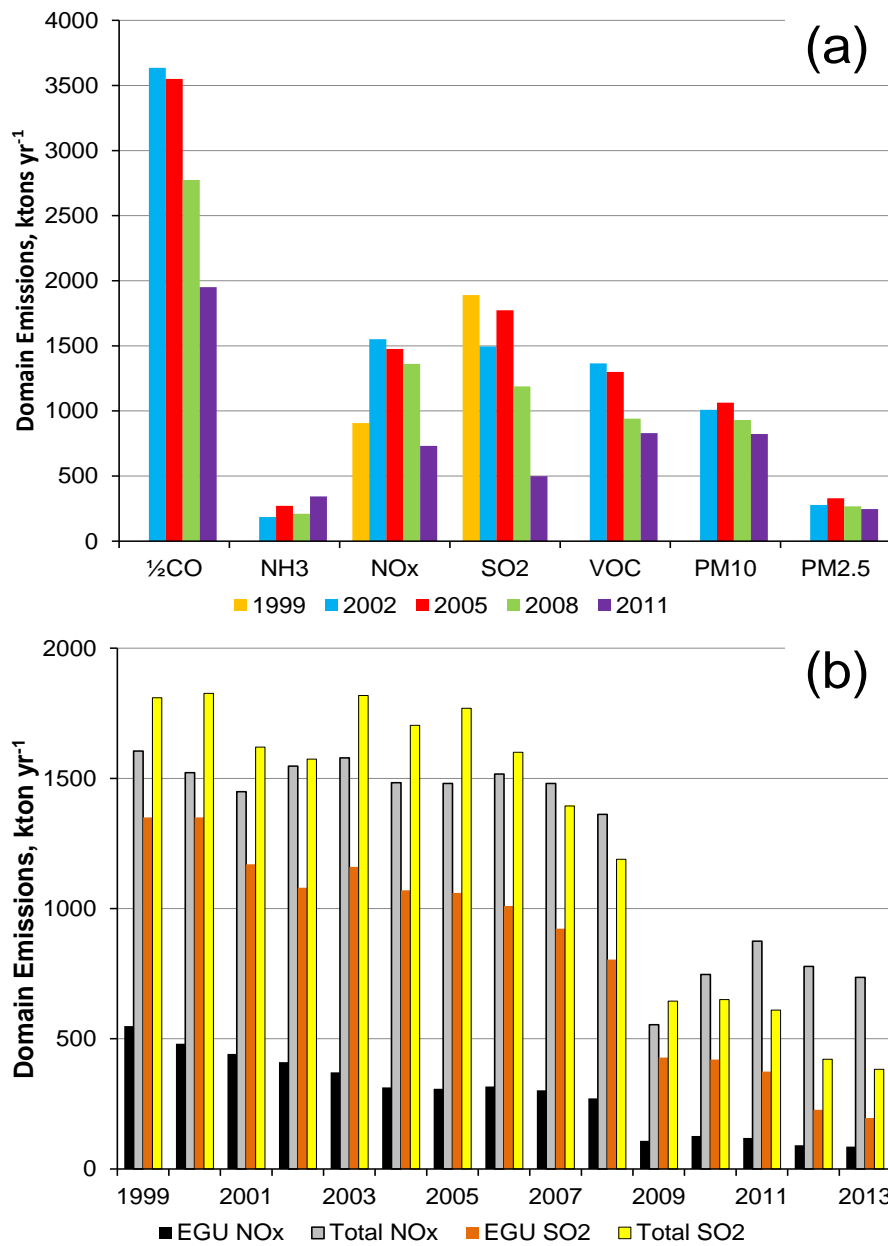 (a)
Domain Emissions, ktons yr⁻¹
4000
3500
3000
2500
2000
1500
1000
500
0
½CO NH3 NOx SO2 VOC PM10 PM2.5
1999 2002 2005 2008 2011
(b)
Domain Emissions, kton yr⁻¹
2000
1500
1000
500
0
1999 2001 2003 2005 2007 2009 2011 2013
EGU NOx Total NOx EGU SO2 Total SO2